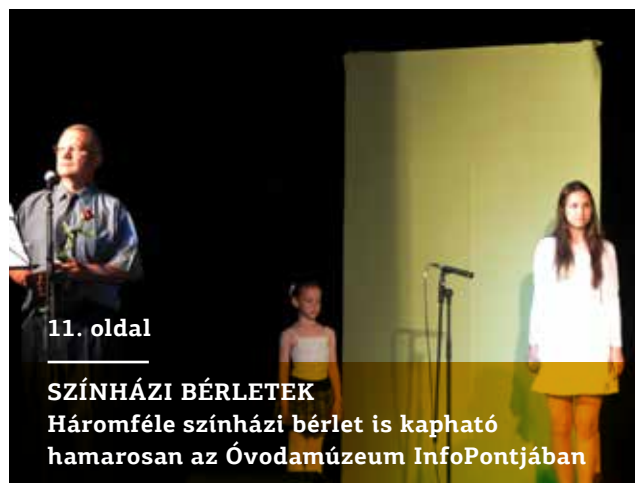 11. oldal
SZÍNHÁZI BÉRLETEK
Háromféle színházi bérlet is kapható
hamarosan az Óvodamúzeum InfoPontjában